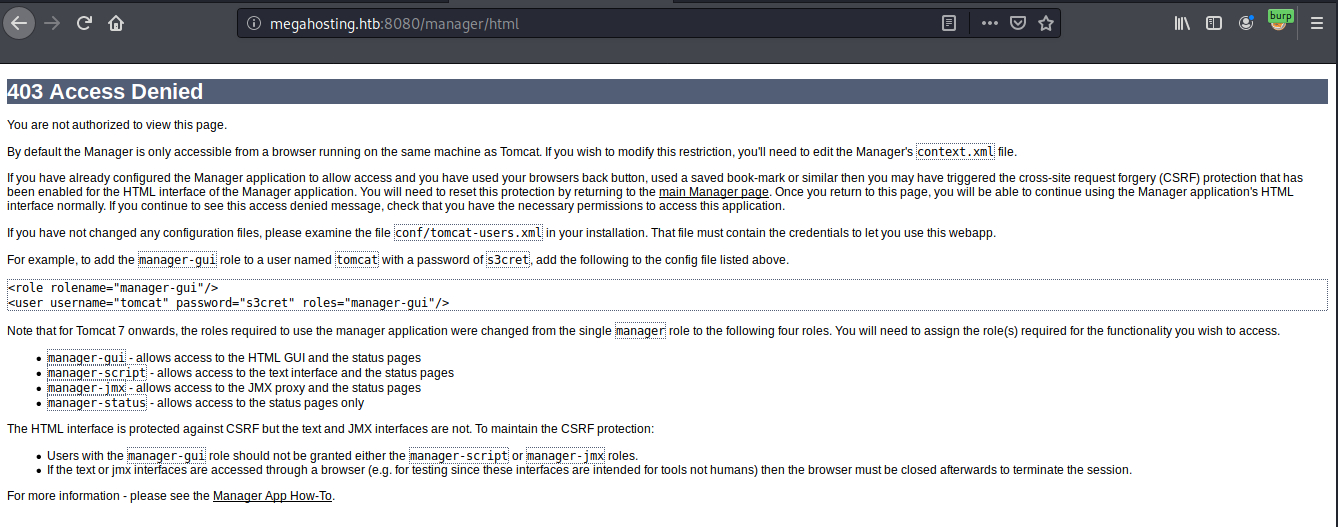 megahosting.htb:8080/manager/html
burp
403 Access Denied
You are not authorized to view this page.
By default the Manager is only accessible from a browser running on the same machine as Tomcat. If you wish to modify this restriction, you'll need to edit the Manager's context.xml file.
If you have already configured the Manager application to allow access and you have used your browsers back button, used a saved book-mark or similar then you may have triggered the cross-site request forgery (CSRF) protection that has
been enabled for the HTML interface of the Manager application. You will need to reset this protection by returning to the main Manager page. Once you return to this page, you will be able to continue using the Manager application's HTML
interface normally. If you continue to see this access denied message, check that you have the necessary permissions to access this application.
If you have not changed any configuration files, please examine the file conf/tomcat-users.xml in your installation. That file must contain the credentials to let you use this webapp.
For example, to add the manager-gui role to a user named tomcat with a password of s3cret, add the following to the config file listed above.
<role rolename="manager-gui"/>
<user username="tomcat" password="s3cret" roles="manager-gui"/>
Note that for Tomcat 7 onwards, the roles required to use the manager application were changed from the single manager role to the following four roles. You will need to assign the role(s) required for the functionality you wish to access.
• manager-gui - allows access to the HTML GUI and the status pages
• manager-script - allows access to the text interface and the status pages
• manager-jmx - allows access to the JMX proxy and the status pages
• manager-status - allows access to the status pages only
The HTML interface is protected against CSRF but the text and JMX interfaces are not. To maintain the CSRF protection:
• Users with the manager-gui role should not be granted either the manager-script or manager-jmx roles.
• If the text or jmx interfaces are accessed through a browser (e.g. for testing since these interfaces are intended for tools not humans) then the browser must be closed afterwards to terminate the session.
For more information - please see the Manager App How-To.